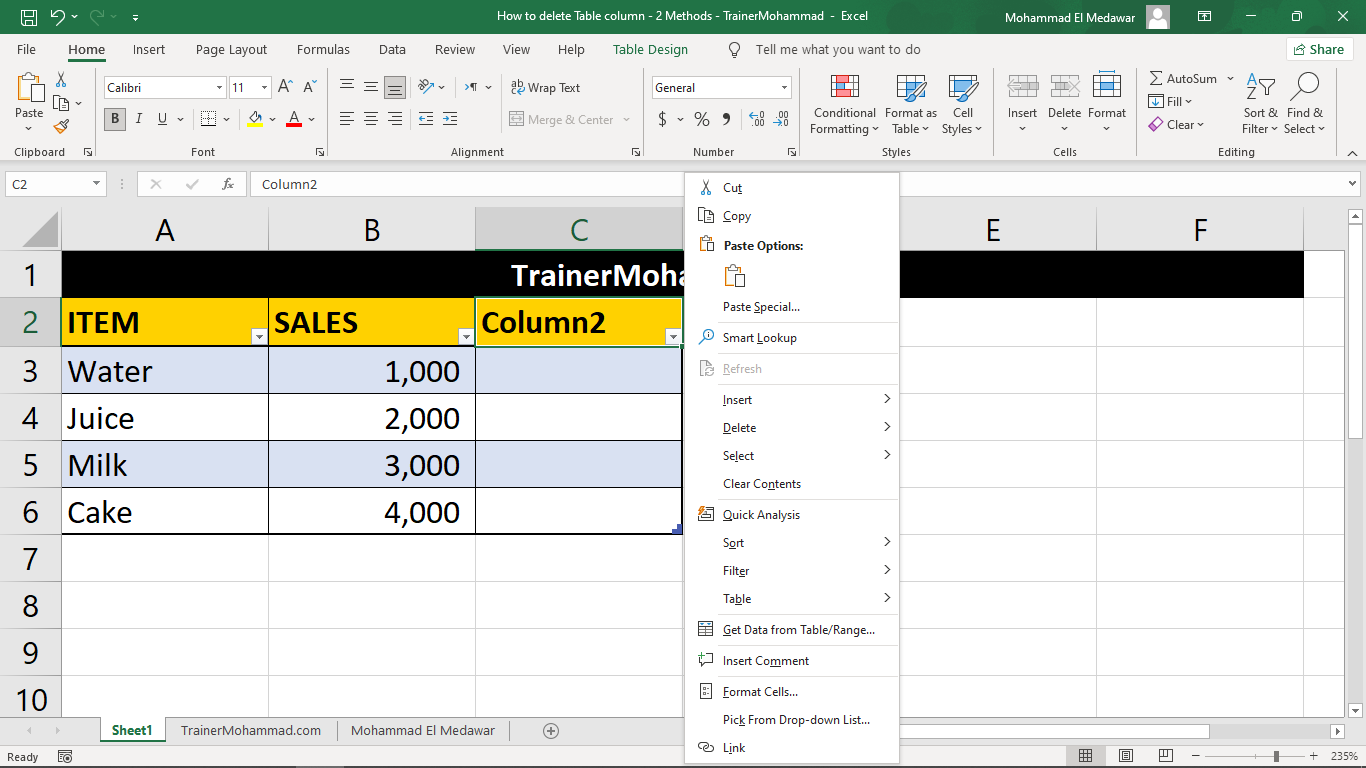 How to delete Table column - 2 Methods - TrainerMohammad - Excel
Mohammad El Medawar
File Home Insert Page Layout Formulas Data Review View Help Table Design Tell me what you want to do Share
Paste
Clipboard
Calibri 11
B I U A
Font
Wrap Text
Merge & Center
Alignment
General
$ % 9
Number
Conditional Formatting
Format as Table
Cell Styles
Styles
Insert Delete Format
Cells
AutoSum
Fill
Clear
Sort & Filter
Find & Select
Editing
C2 fx Column2
A B C E F
1 TrainerMoha
2 ITEM SALES Column2
3 Water 1,000
4 Juice 2,000
5 Milk 3,000
6 Cake 4,000
7
8
9
10
Cut
Copy
Paste Options:
Paste Special...
Smart Lookup
Refresh
Insert
Delete
Select
Clear Contents
Quick Analysis
Sort
Filter
Table
Get Data from Table/Range...
Insert Comment
Format Cells...
Pick From Drop-down List...
Link
Sheet1 TrainerMohammad.com Mohammad El Medawar
Ready 235%